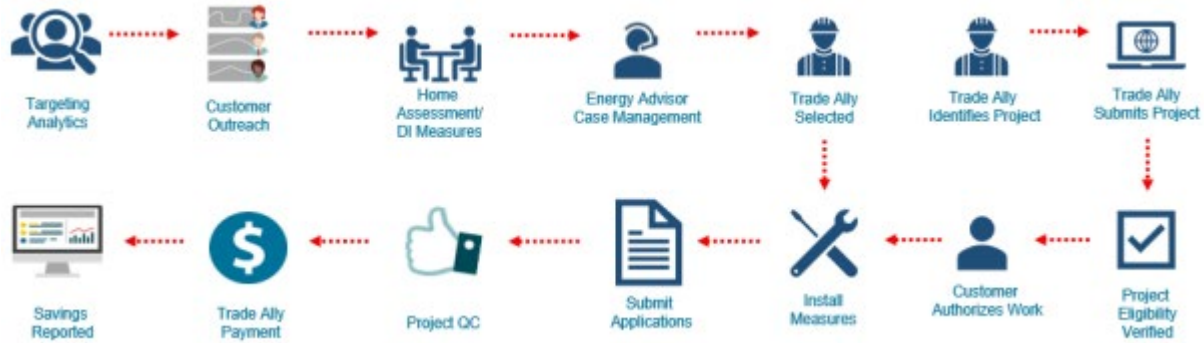 Targeting
Analytics
Customer
Outreach
Home
Assessment/
DI Measures
Energy Advisor
Case Management
Trade Ally
Selected
Trade Ally
Identifies Project
Trade Ally
Submits Project
Savings
Reported
Trade Ally
Payment
Project QC
Submit
Applications
Install
Measures
Customer
Authorizes Work
Project
Eligibility
Verified